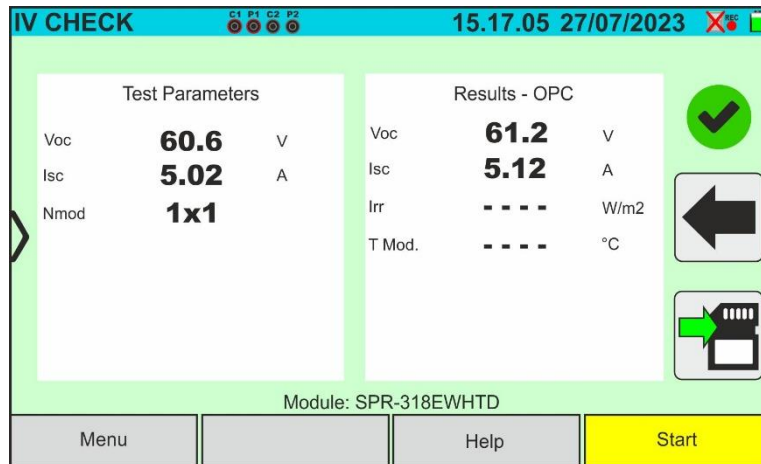 IV CHECK C1 P1 C2 P2 15.17.05 27/07/2023 REC
Test Parameters
Voc 60.6 V
Isc 5.02 A
Nmod 1x1
Results - OPC
Voc 61.2 V
Isc 5.12 A
Irr - - - - W/m2
T Mod. - - - - °C
Module: SPR-318EWHTD
Menu Help Start